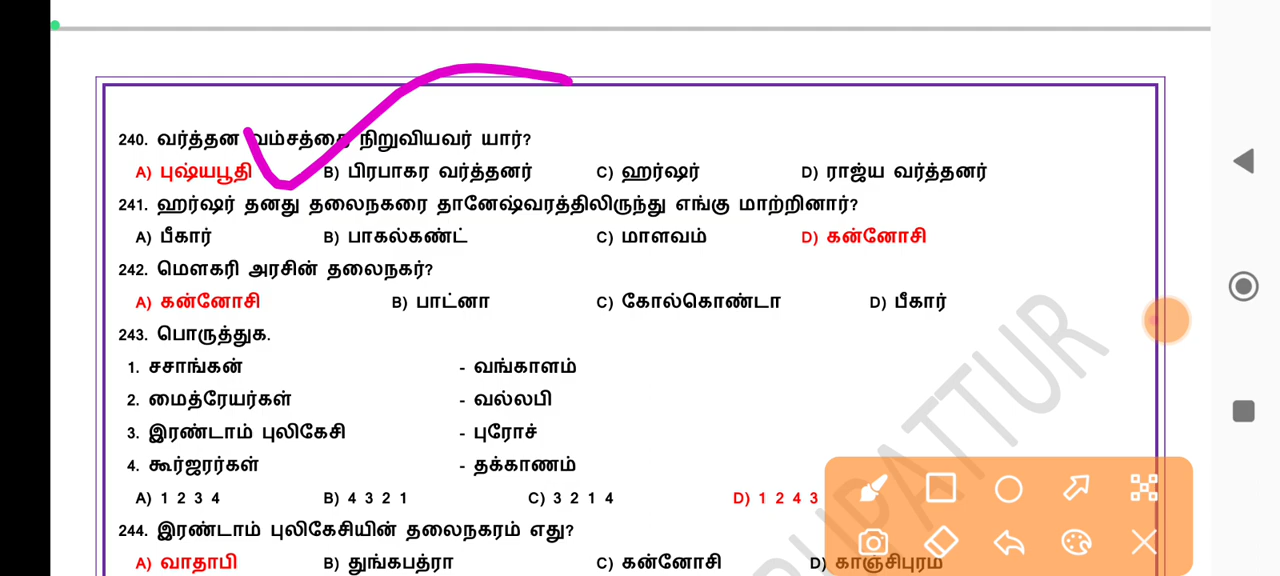 240. வர்த்தன வம்சத்தை நிறுவியவர் யார்?
A) புஷ்யபூதி B) பிரபாகர வர்த்தனர் C) ஹர்ஷர் D) ராஜ்ய வர்த்தனர்
241. ஹர்ஷர் தனது தலைநகரை தானேஷ்வரத்திலிருந்து எங்கு மாற்றினார்?
A) பீகார் B) பாகல்கண்ட் C) மாளவம் D) கன்னோசி
242. மௌகரி அரசின் தலைநகர்?
A) கன்னோசி B) பாட்னா C) கோல்கொண்டா D) பீகார்
243. பொருத்துக.
1. சசாங்கன் - வங்காளம்
2. மைத்ரேயர்கள் - வல்லபி
3. இரண்டாம் புலிகேசி - புரோச்
4. கூர்ஜரர்கள் - தக்காணம்
A) 1 2 3 4 B) 4 3 2 1 C) 3 2 1 4 D) 1 2 4 3
244. இரண்டாம் புலிகேசியின் தலைநகரம் எது?
A) வாதாபி B) துங்கபத்ரா C) கன்னோசி D) காஞ்சிபுரம்